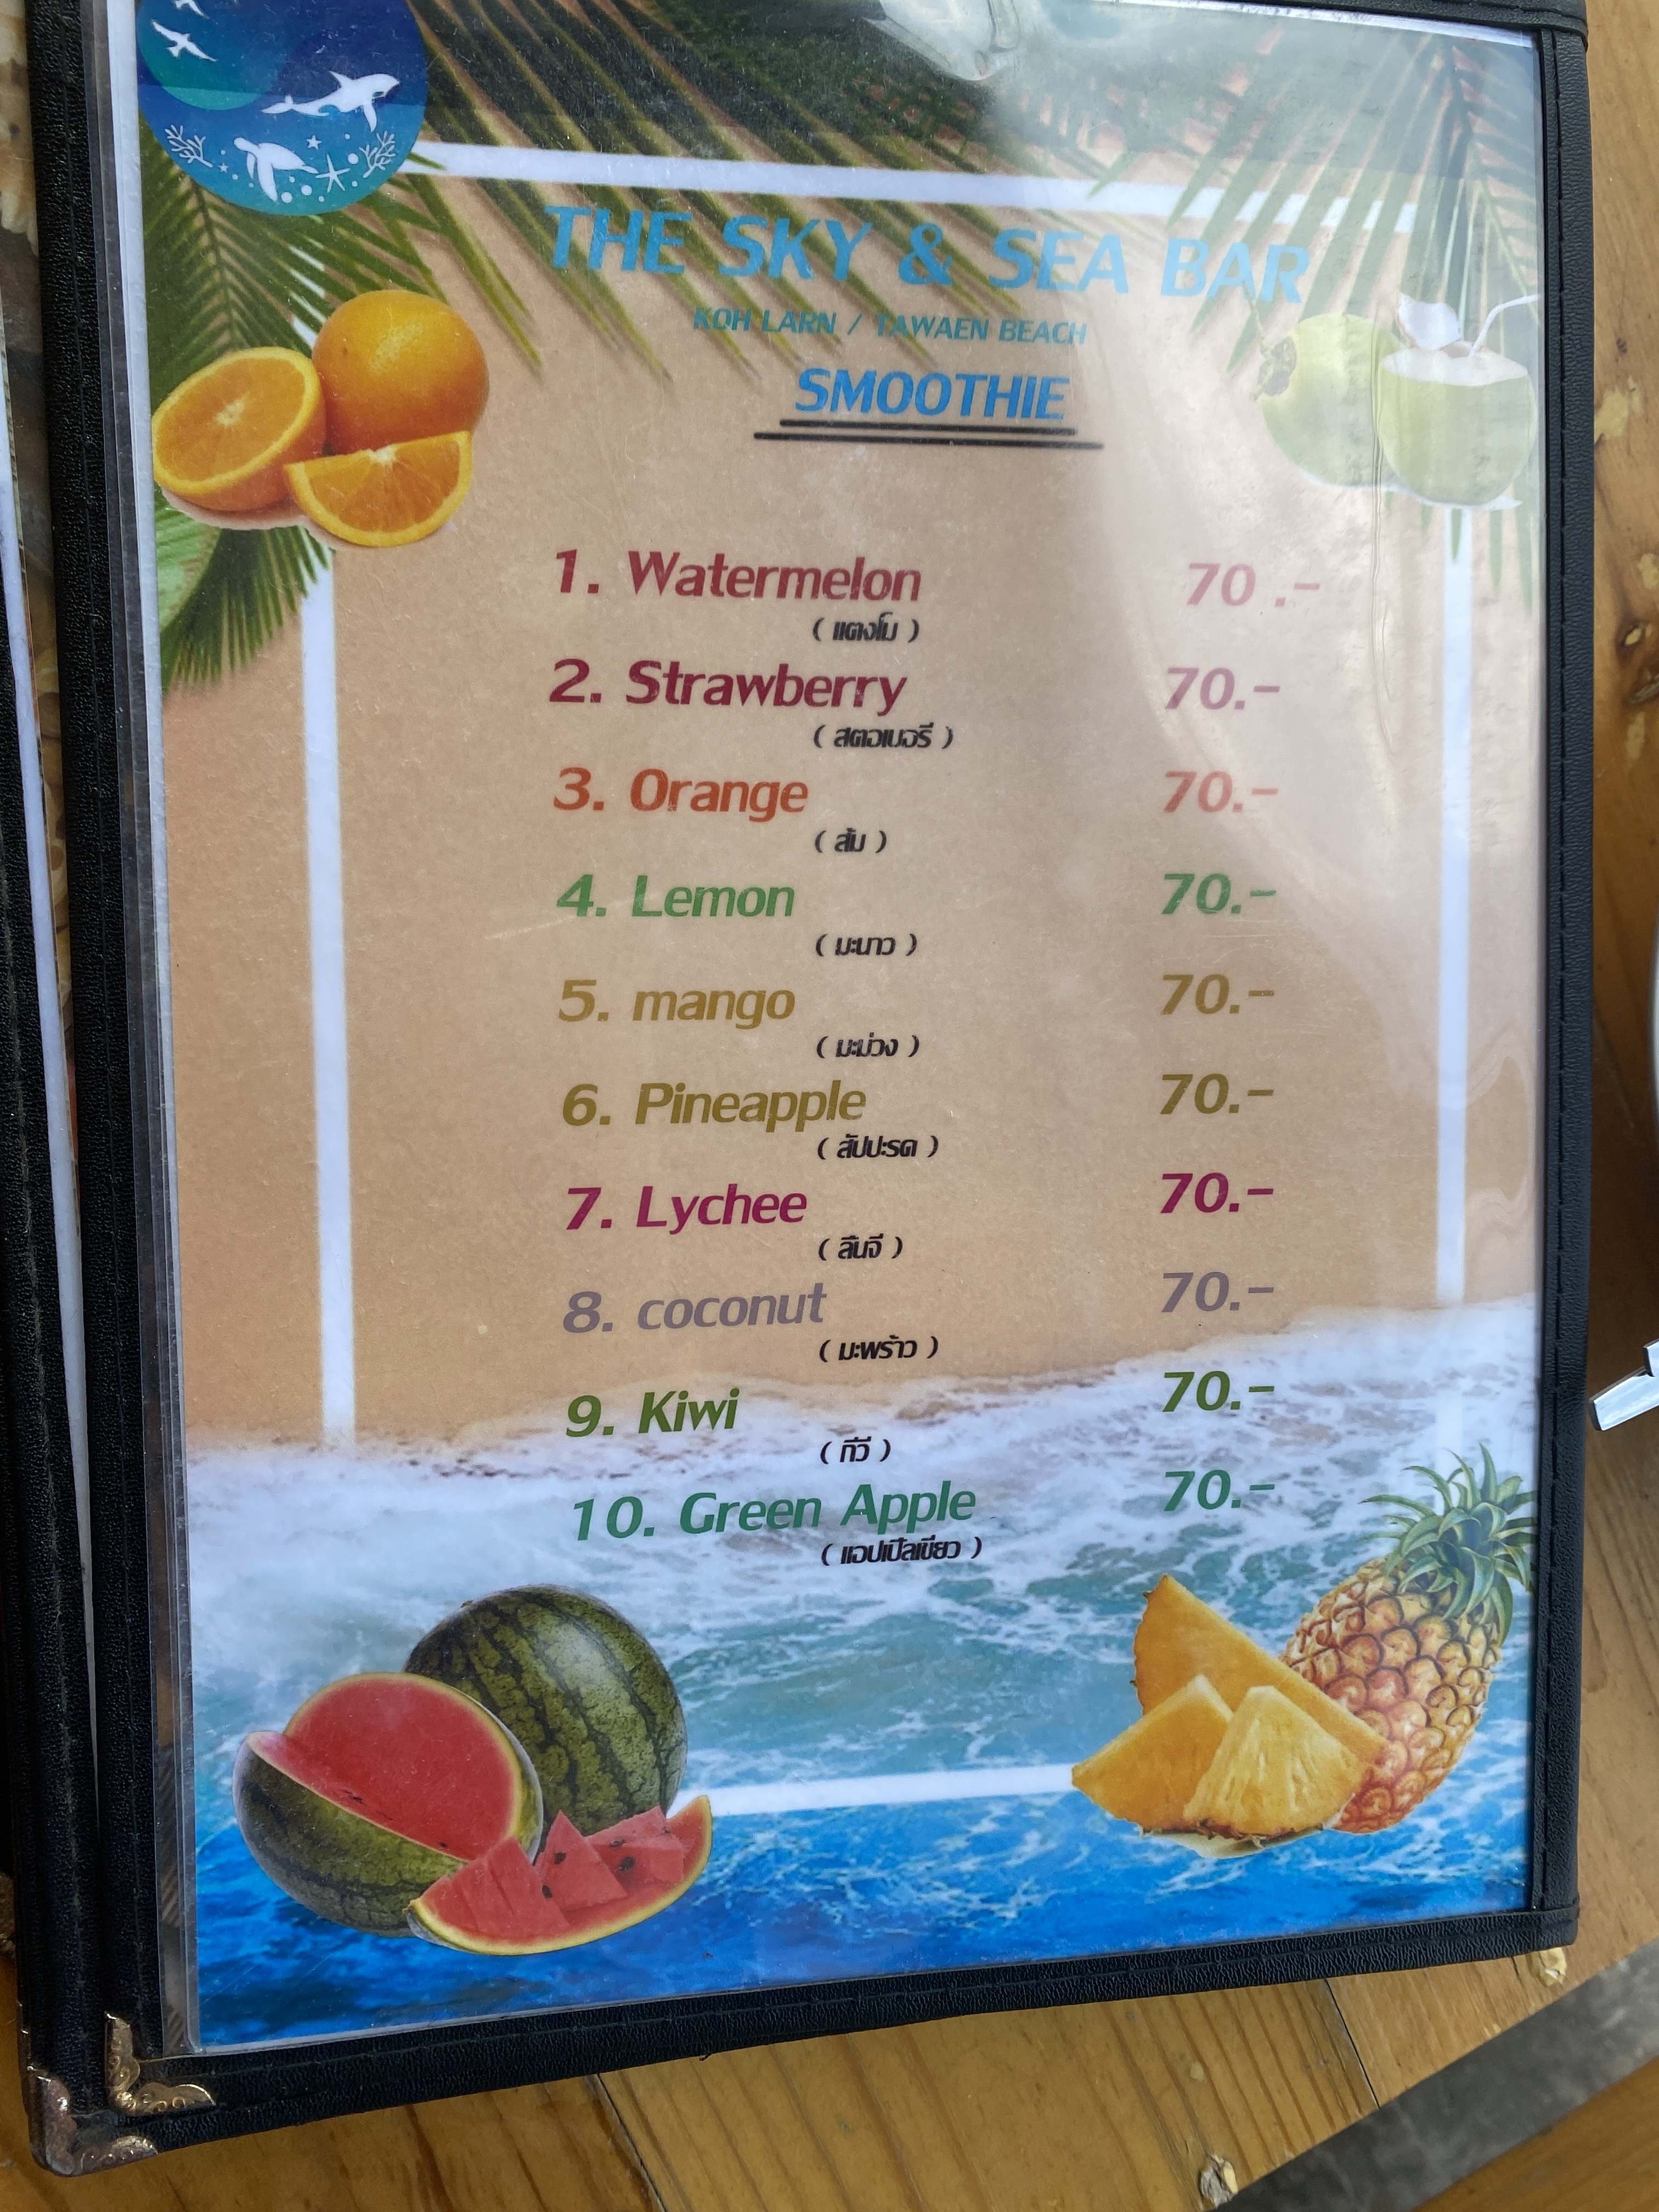 THE SKY & SEA BAR
KOH LARN / TAWAEN BEACH
SMOOTHIE
1. Watermelon 70 .-
( แตงโม )
2. Strawberry 70.-
( สตอเบอรี )
3. Orange 70.-
( ส้ม )
4. Lemon 70.-
( มะนาว )
5. mango 70.-
( มะม่วง )
6. Pineapple 70.-
( สัปปะรด )
7. Lychee 70.-
( ลิ้นจี่ )
8. coconut 70.-
( มะพร้าว )
9. Kiwi 70.-
( กีวี )
10. Green Apple 70.-
( แอปเปิ้ลเขียว )